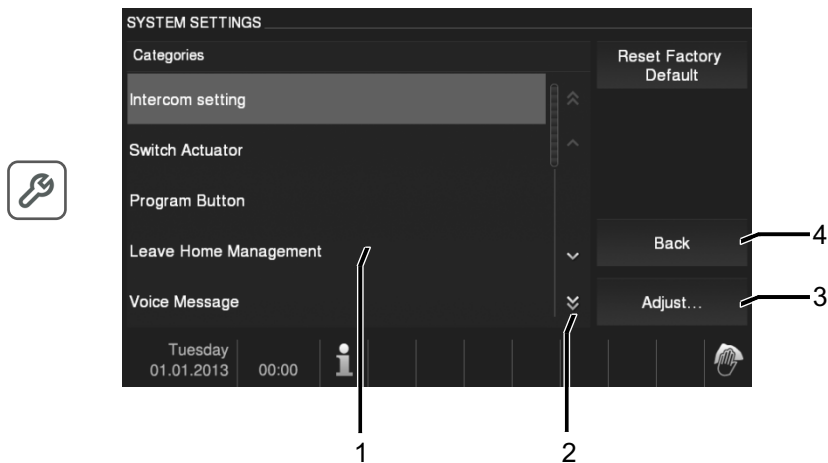 SYSTEM SETTINGS
Categories
Reset Factory
Default
Intercom setting
Switch Actuator
Program Button
Leave Home Management
Back
4
Voice Message
Adjust...
3
Tuesday
01.01.2013
00:00
1
2